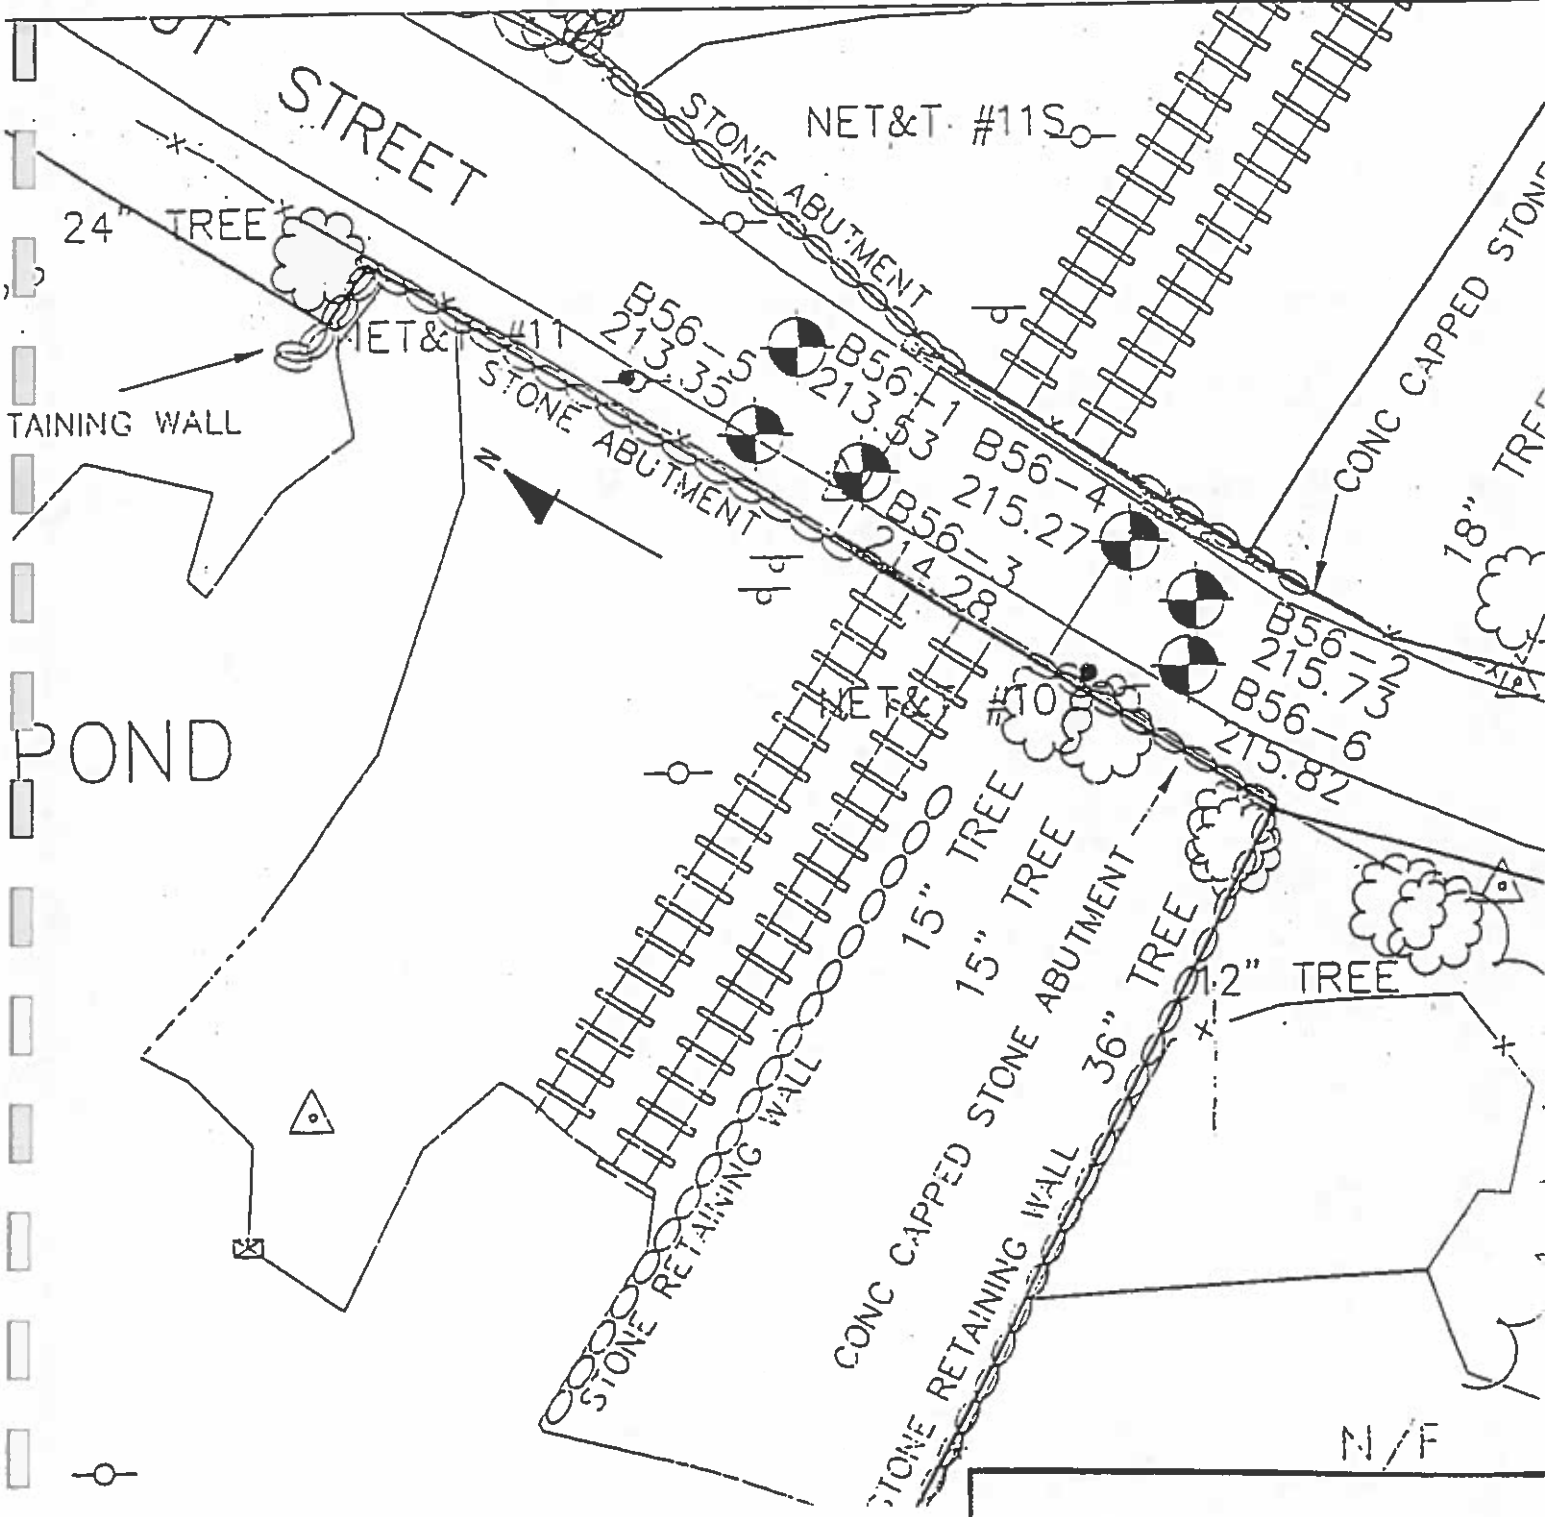 STREET
STONE ABUTMENT
NET&T #11S
24" TREE
NET&T #11
B56-5
213.35
B56-1
213.53
STONE ABUTMENT
TAINING WALL
N
B56-4
215.27
B56-3
214.28
CONC CAPPED STONE
18" TREE
B56-2
215.73
B56-6
215.82
NET&T #10
POND
15" TREE
15" TREE
CONC CAPPED STONE ABUTMENT
36" TREE
12" TREE
STONE RETAINING WALL
STONE RETAINING WALL
N/F